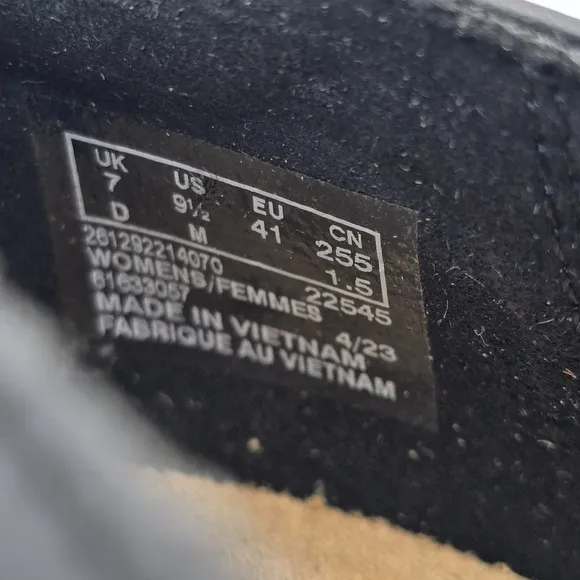 UK US EU CN
7 9½ 41 255
D M 1.5
261292214070
WOMENS/FEMMES 22545
61633057
MADE IN VIETNAM 4/23
FABRIQUE AU VIETNAM